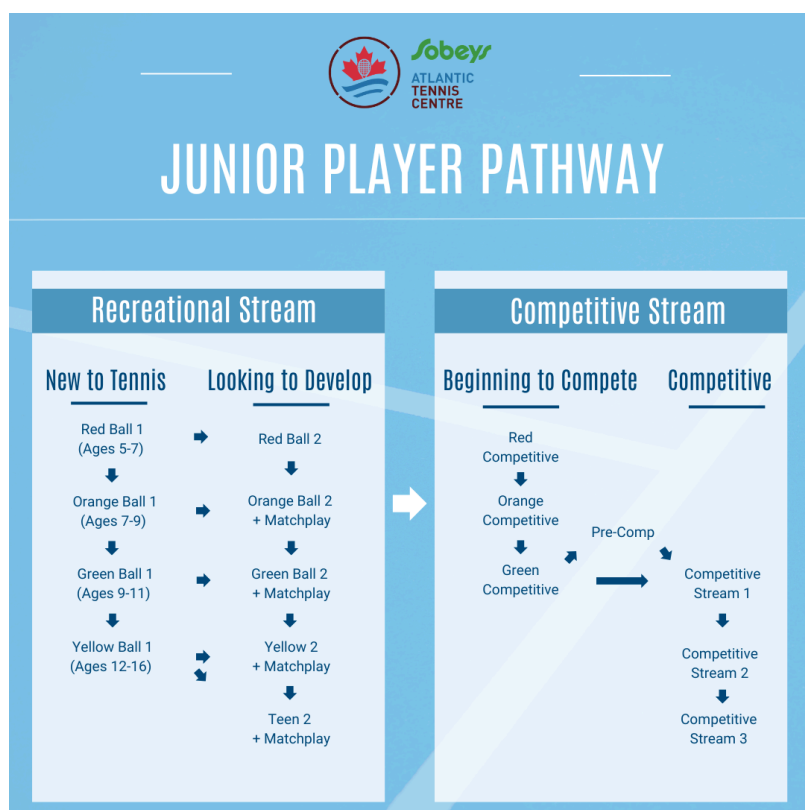 Sobeys
ATLANTIC
TENNIS
CENTRE
JUNIOR PLAYER PATHWAY
Recreational Stream
New to Tennis
Red Ball 1
(Ages 5-7)
Orange Ball 1
(Ages 7-9)
Green Ball 1
(Ages 9-11)
Yellow Ball 1
(Ages 12-16)
Looking to Develop
Red Ball 2
Orange Ball 2
+ Matchplay
Green Ball 2
+ Matchplay
Yellow 2
+ Matchplay
Teen 2
+ Matchplay
Competitive Stream
Beginning to Compete
Red
Competitive
Orange
Competitive
Green
Competitive
Pre-Comp
Competitive
Competitive
Stream 1
Competitive
Stream 2
Competitive
Stream 3